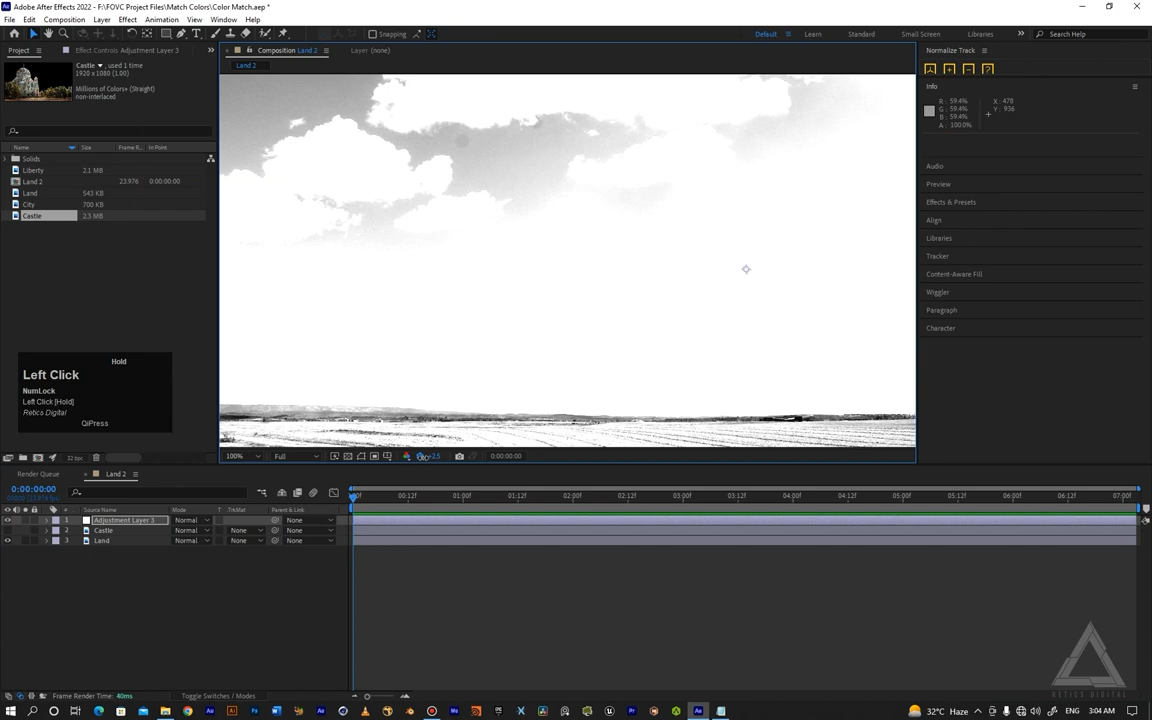 Adobe After Effects 2022 - F:\FOVC Project Files\Match Colors\Color Match.aep *
File Edit Composition Layer Effect Animation View Window Help
Snapping
Default Learn Standard Small Screen Libraries Search Help
Project Effect Controls Adjustment Layer 3
Composition Land 2 Layer (none)
Land 2
Castle , used 1 time
1920 x 1080 (1.00)
Millions of Colors+ (Straight)
non-interlaced
Name Size Frame R... In Point
Solids
Liberty 2.1 MB
Land 2 23.976 0:00:00:00
Land 543 KB
City 700 KB
Castle 2.3 MB
Normalize Track
Info
R : 59.4%
G : 59.4%
B : 59.4%
A : 100.0%
X : 478
Y : 936
Audio
Preview
Effects & Presets
Align
Libraries
Tracker
Content-Aware Fill
Wiggler
Paragraph
Character
Hold
Left Click
NumLock
Left Click [Hold]
Retics Digital
QiPress
32 bpc
100% Full 0:00:00:00
Render Queue Land 2
0:00:00:00
# Source Name Mode T TrkMat Parent & Link
1 Adjustment Layer 3 Normal None
2 Castle Normal None None
3 Land Normal None None
00:12f 01:00f 01:12f 02:00f 02:12f 03:00f 03:12f 04:00f 04:12f 05:00f 05:12f 06:00f 06:12f 07:00f
Frame Render Time: 40ms Toggle Switches / Modes
RETICS DIGITAL
32°C Haze ENG 3:04 AM